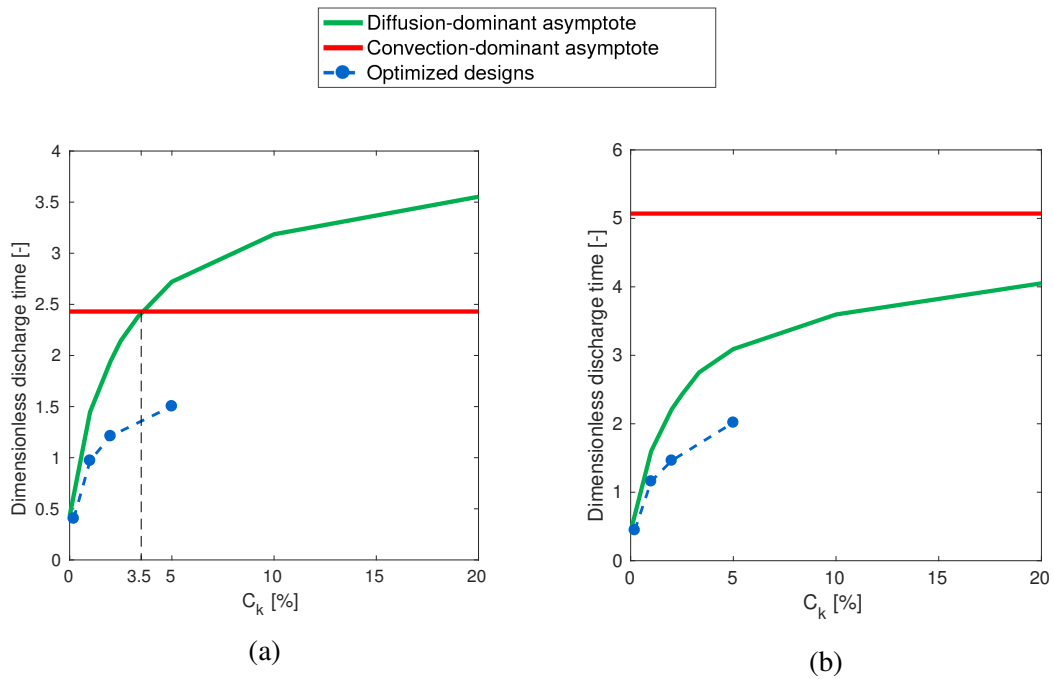 Diffusion-dominant asymptote
Convection-dominant asymptote
Optimized designs
Dimensionless discharge time [-]
4
3.5
3
2.5
2
1.5
1
0.5
0
0 3.5 5 10 15 20
C_k [%]
(a)
Dimensionless discharge time [-]
6
5
4
3
2
1
0
0 5 10 15 20
C_k [%]
(b)